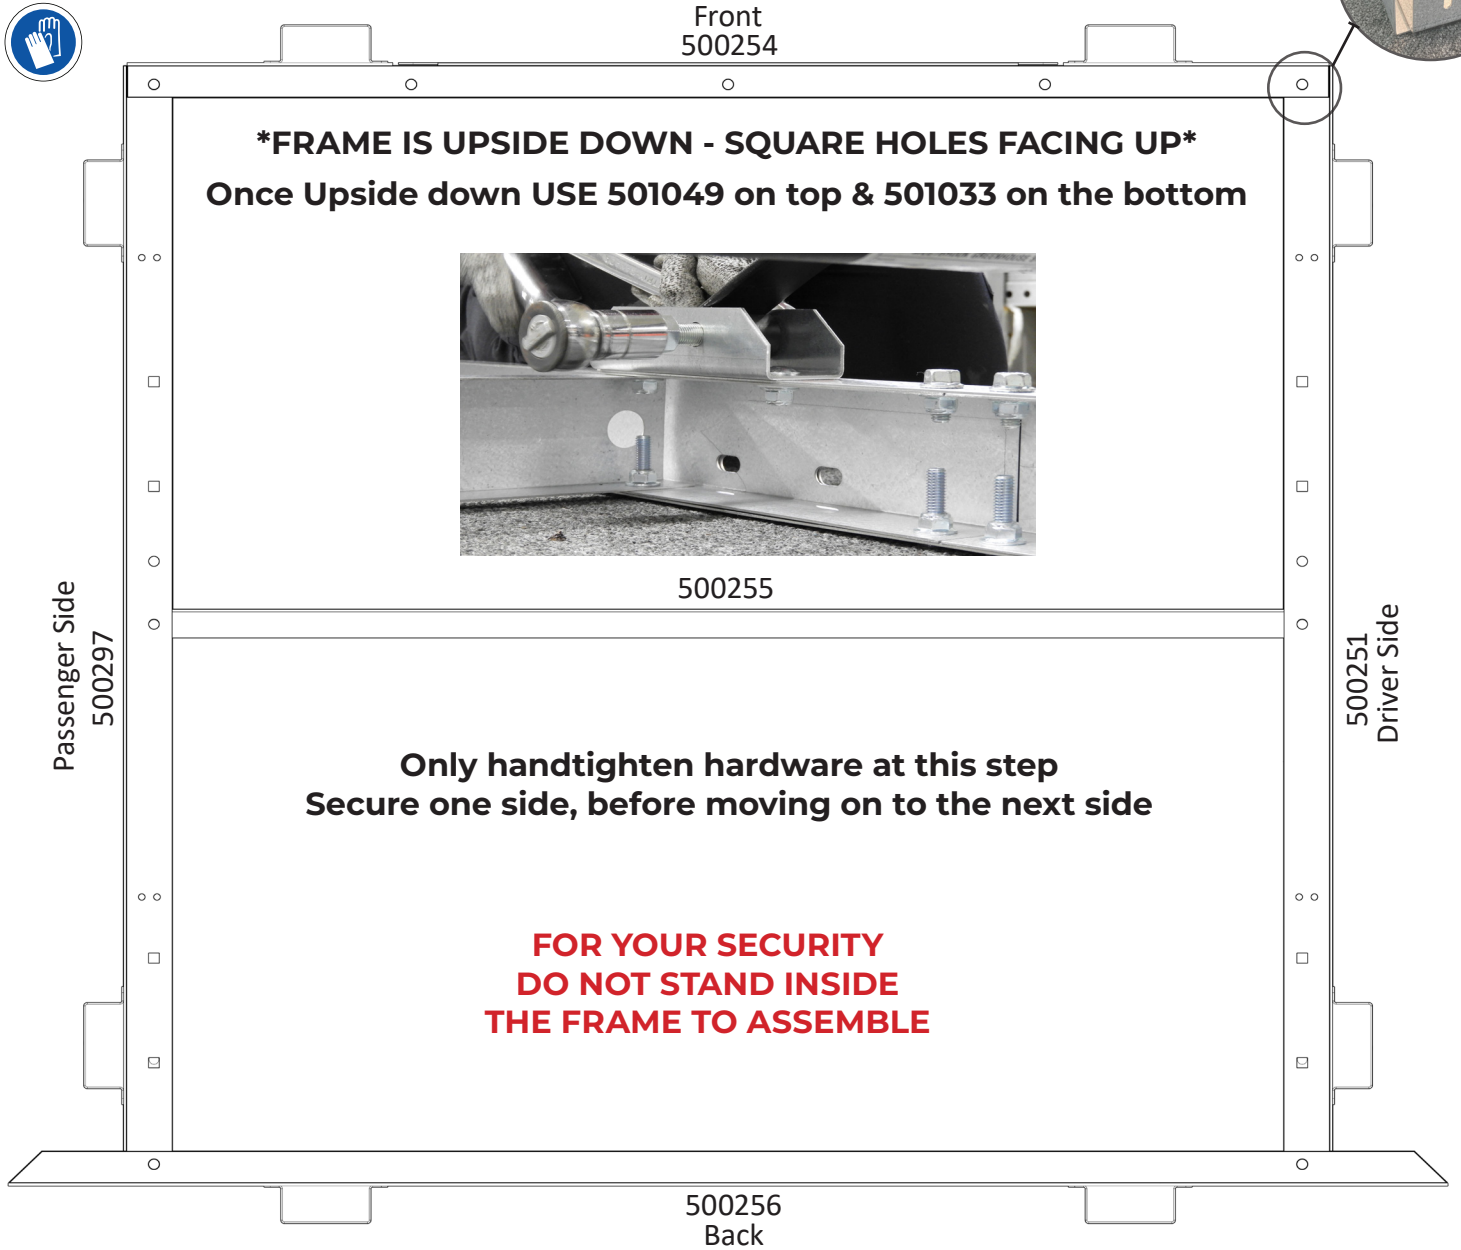 Front
500254
*FRAME IS UPSIDE DOWN - SQUARE HOLES FACING UP*
Once Upside down USE 501049 on top & 501033 on the bottom
500255
Passenger Side
500297
500251
Driver Side
Only handtighten hardware at this step
Secure one side, before moving on to the next side
FOR YOUR SECURITY
DO NOT STAND INSIDE
THE FRAME TO ASSEMBLE
500256
Back